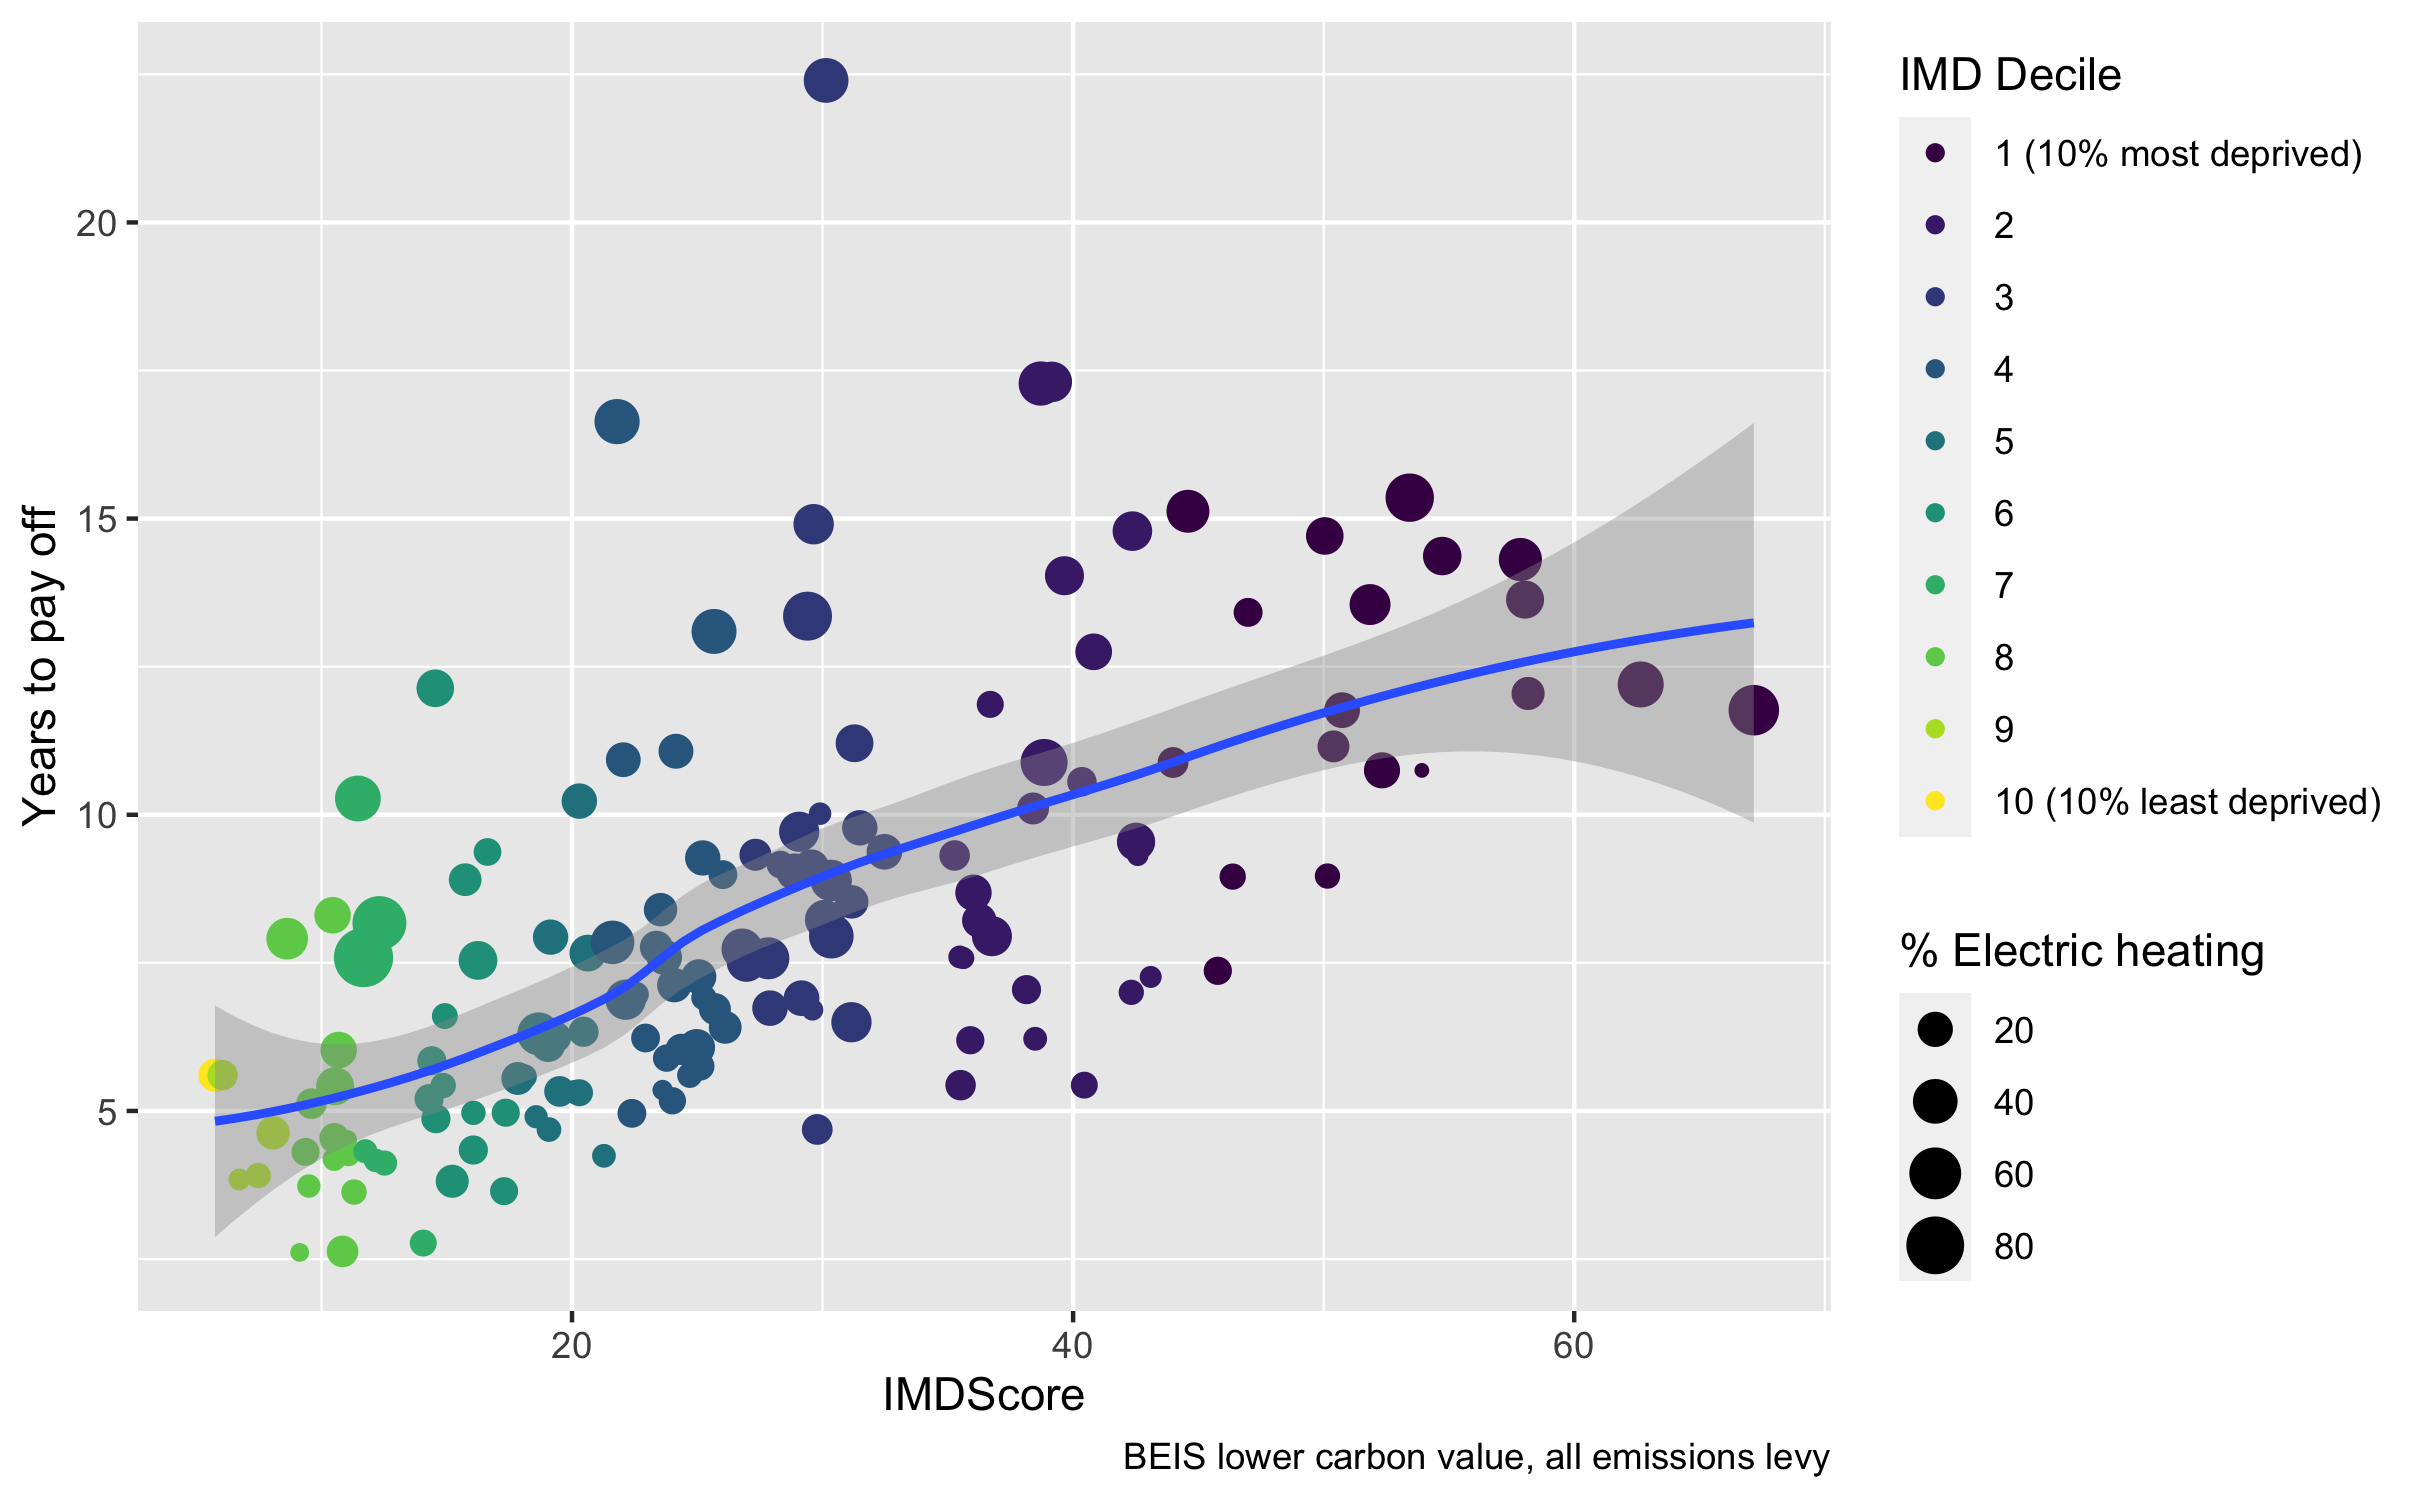 Years to pay off
20
15
10
5
20
40
60
IMDScore
BEIS lower carbon value, all emissions levy
IMD Decile
1 (10% most deprived)
2
3
4
5
6
7
8
9
10 (10% least deprived)
% Electric heating
20
40
60
80